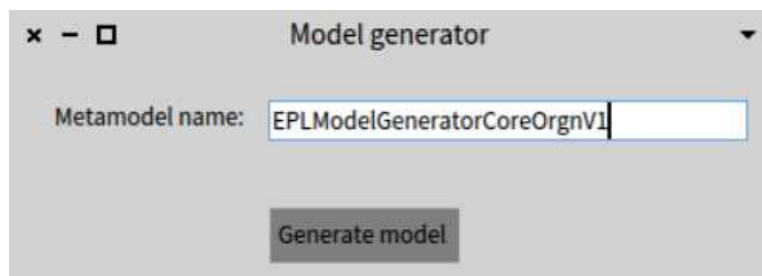 Model generator
Metamodel name: EPLModelGeneratorCoreOrgnV1
Generate model